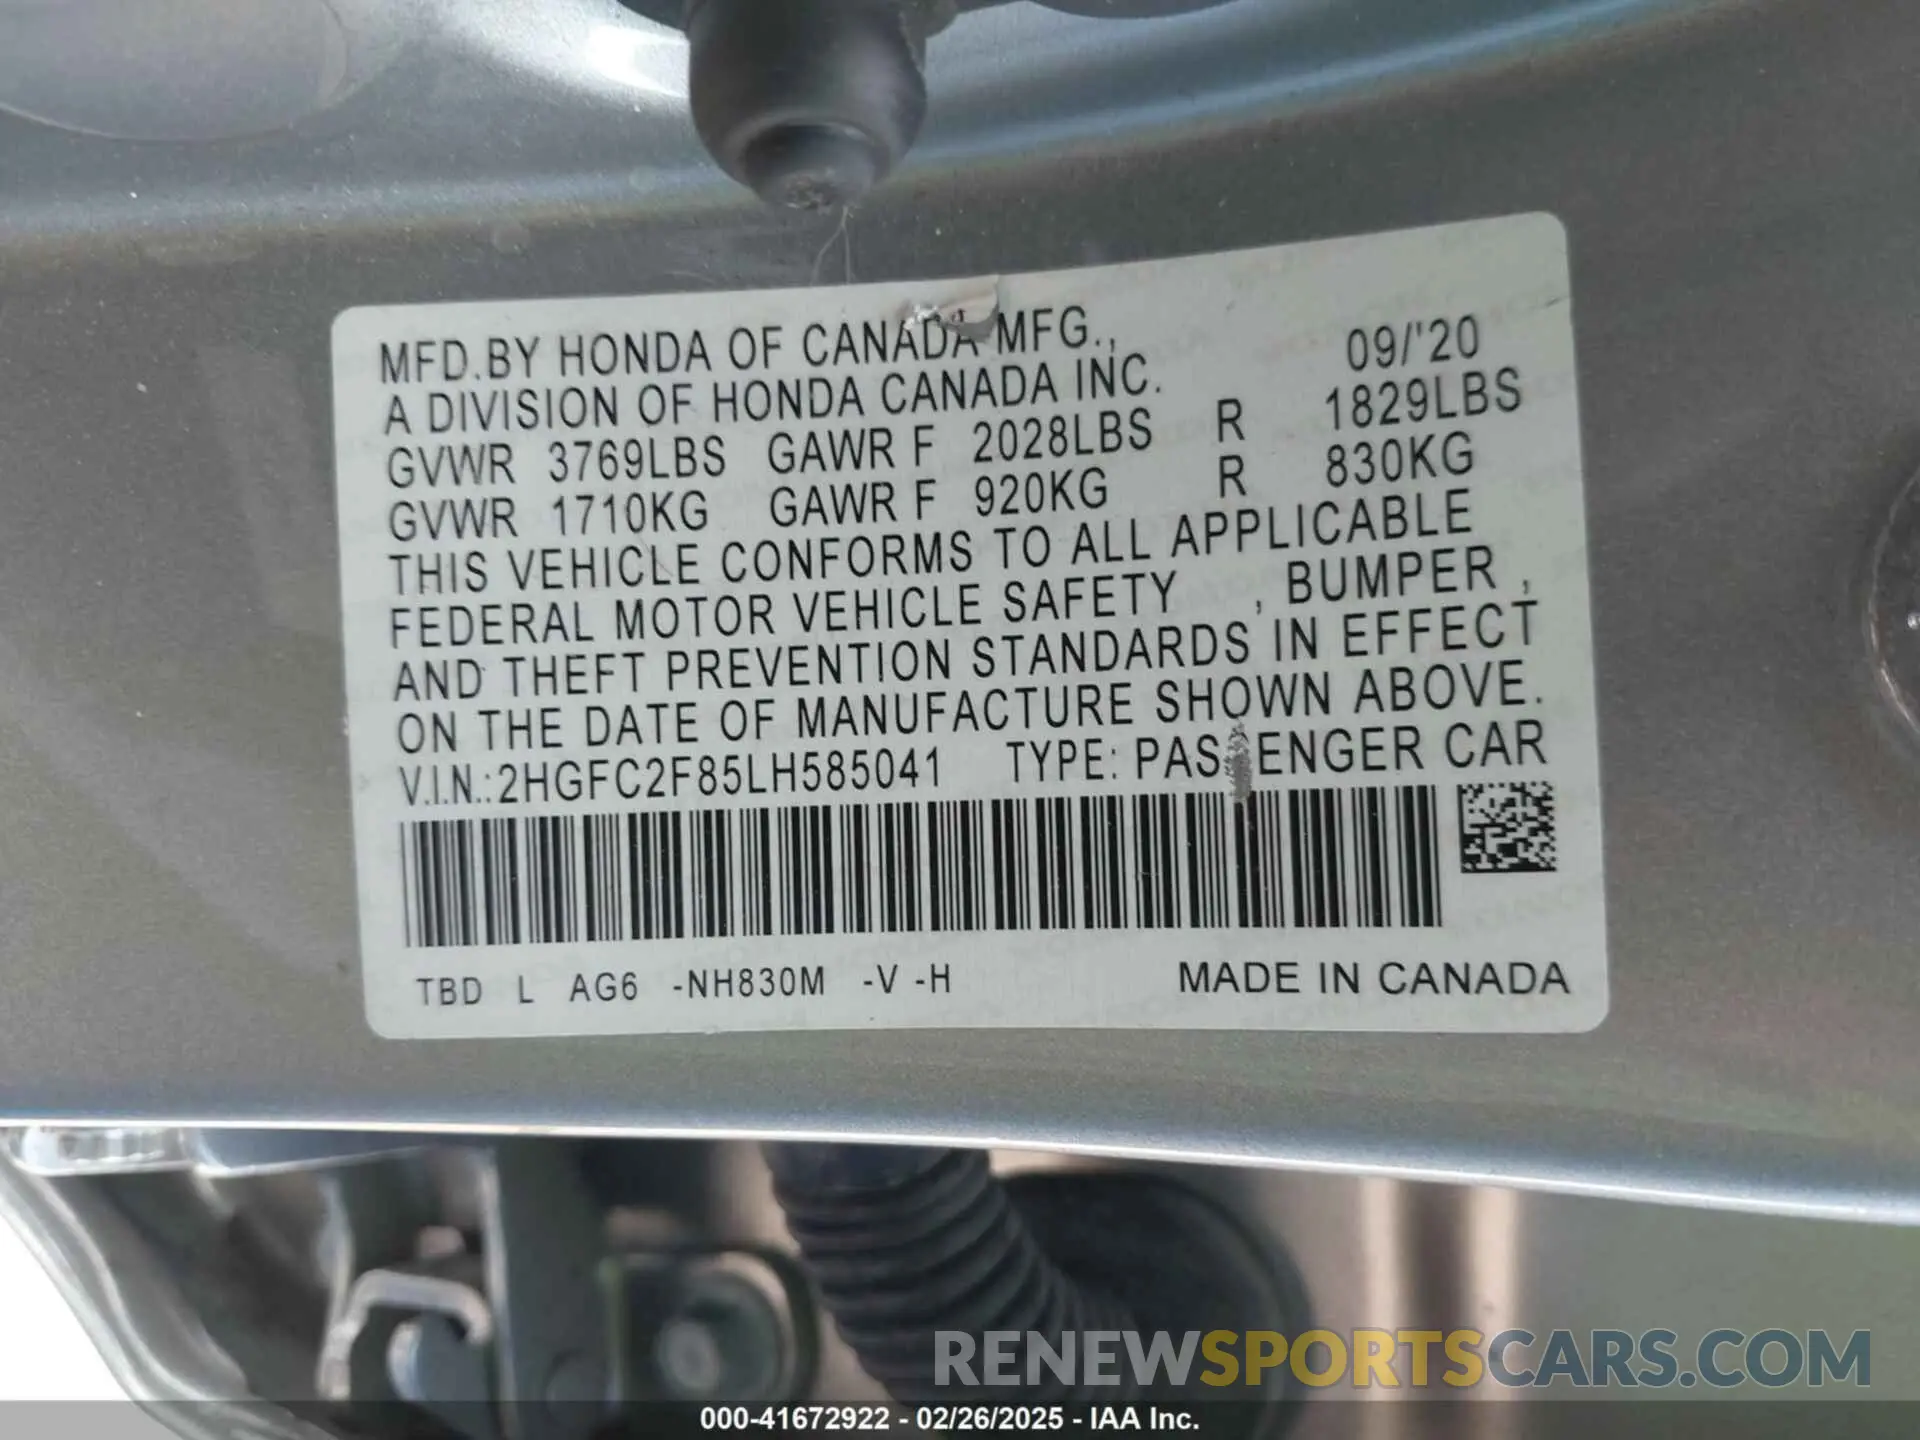 MFD.BY HONDA OF CANADA MFG., 09/'20
A DIVISION OF HONDA CANADA INC.
GVWR 3769LBS GAWR F 2028LBS R 1829LBS
GVWR 1710KG GAWR F 920KG R 830KG
THIS VEHICLE CONFORMS TO ALL APPLICABLE
FEDERAL MOTOR VEHICLE SAFETY , BUMPER ,
AND THEFT PREVENTION STANDARDS IN EFFECT
ON THE DATE OF MANUFACTURE SHOWN ABOVE.
V.I.N.:2HGFC2F85LH585041 TYPE: PASSENGER CAR
TBD L AG6 -NH830M -V -H MADE IN CANADA
RENEWSPORTSCARS.COM
000-41672922 - 02/26/2025 - IAA Inc.